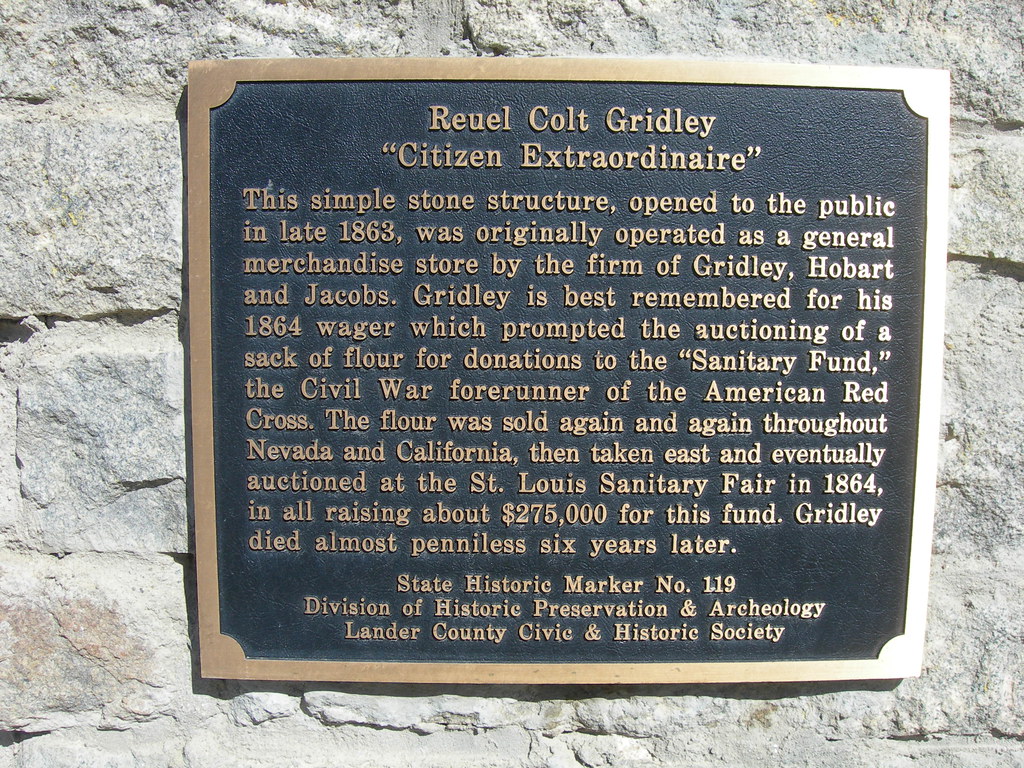 Reuel Colt Gridley
“Citizen Extraordinaire”
This simple stone structure, opened to the public
in late 1863, was originally operated as a general
merchandise store by the firm of Gridley, Hobart
and Jacobs. Gridley is best remembered for his
1864 wager which prompted the auctioning of a
sack of flour for donations to the “Sanitary Fund,”
the Civil War forerunner of the American Red
Cross. The flour was sold again and again throughout
Nevada and California, then taken east and eventually
auctioned at the St. Louis Sanitary Fair in 1864,
in all raising about $275,000 for this fund. Gridley
died almost penniless six years later.
State Historic Marker No. 119
Division of Historic Preservation & Archeology
Lander County Civic & Historic Society